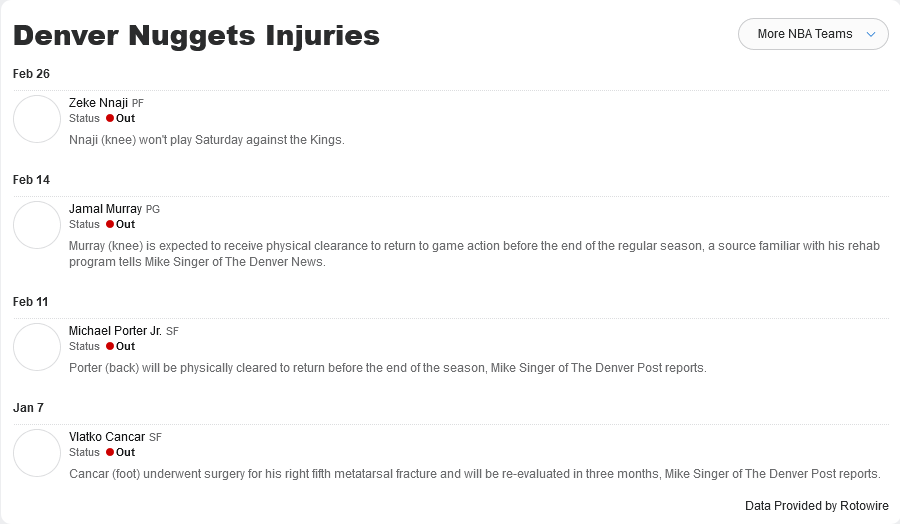 Denver Nuggets Injuries
More NBA Teams
Feb 26
Zeke Nnaji PF
Status Out
Nnaji (knee) won't play Saturday against the Kings.
Feb 14
Jamal Murray PG
Status Out
Murray (knee) is expected to receive physical clearance to return to game action before the end of the regular season, a source familiar with his rehab
program tells Mike Singer of The Denver News.
Feb 11
Michael Porter Jr. SF
Status Out
Porter (back) will be physically cleared to return before the end of the season, Mike Singer of The Denver Post reports.
Jan 7
Vlatko Cancar SF
Status Out
Cancar (foot) underwent surgery for his right fifth metatarsal fracture and will be re-evaluated in three months, Mike Singer of The Denver Post reports.
Data Provided by Rotowire